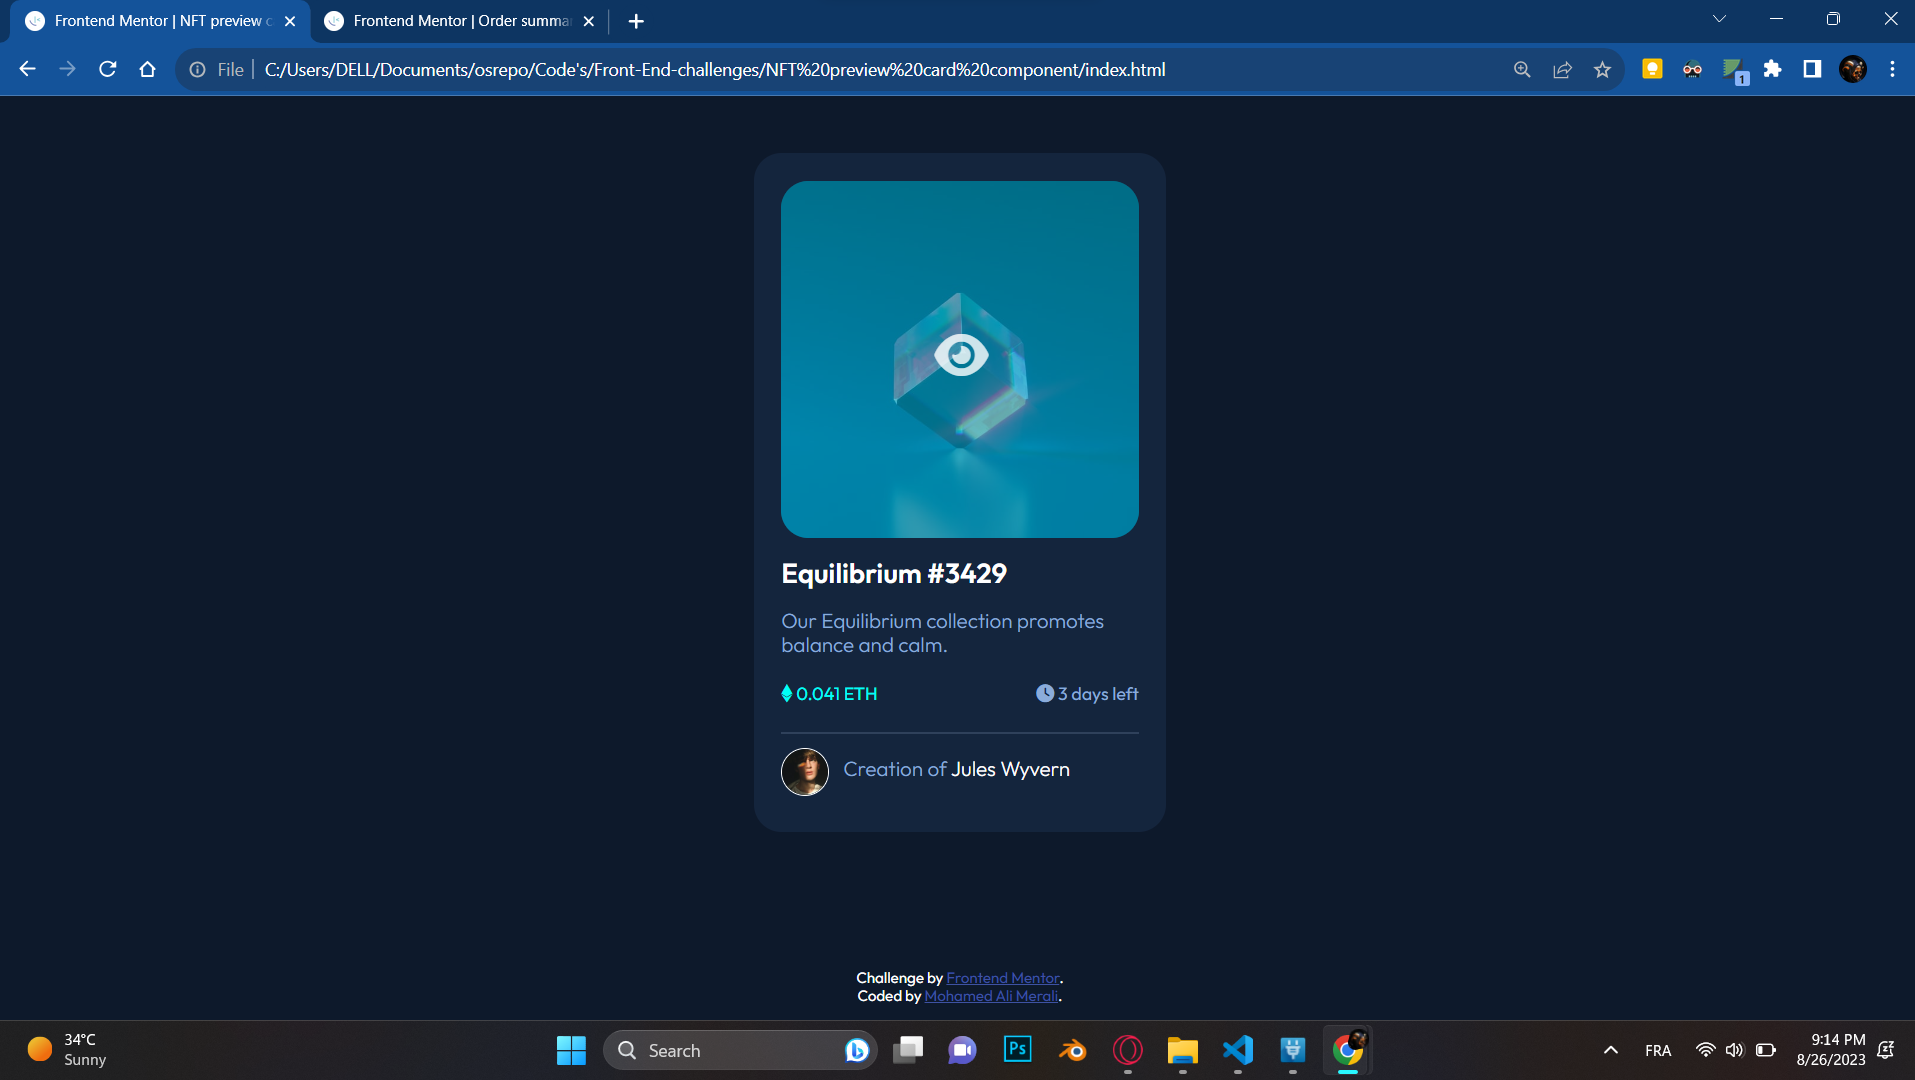 Frontend Mentor | NFT preview c
Frontend Mentor | Order summa
File
C:/Users/DELL/Documents/osrepo/Code's/Front-End-challenges/NFT%20preview%20card%20component/index.html
1
Equilibrium #3429
Our Equilibrium collection promotes
balance and calm.
0.041 ETH
3 days left
Creation of Jules Wyvern
Challenge by Frontend Mentor.
Coded by Mohamed Ali Merali.
34°C
Sunny
Search
Ps
FRA
9:14 PM
8/26/2023